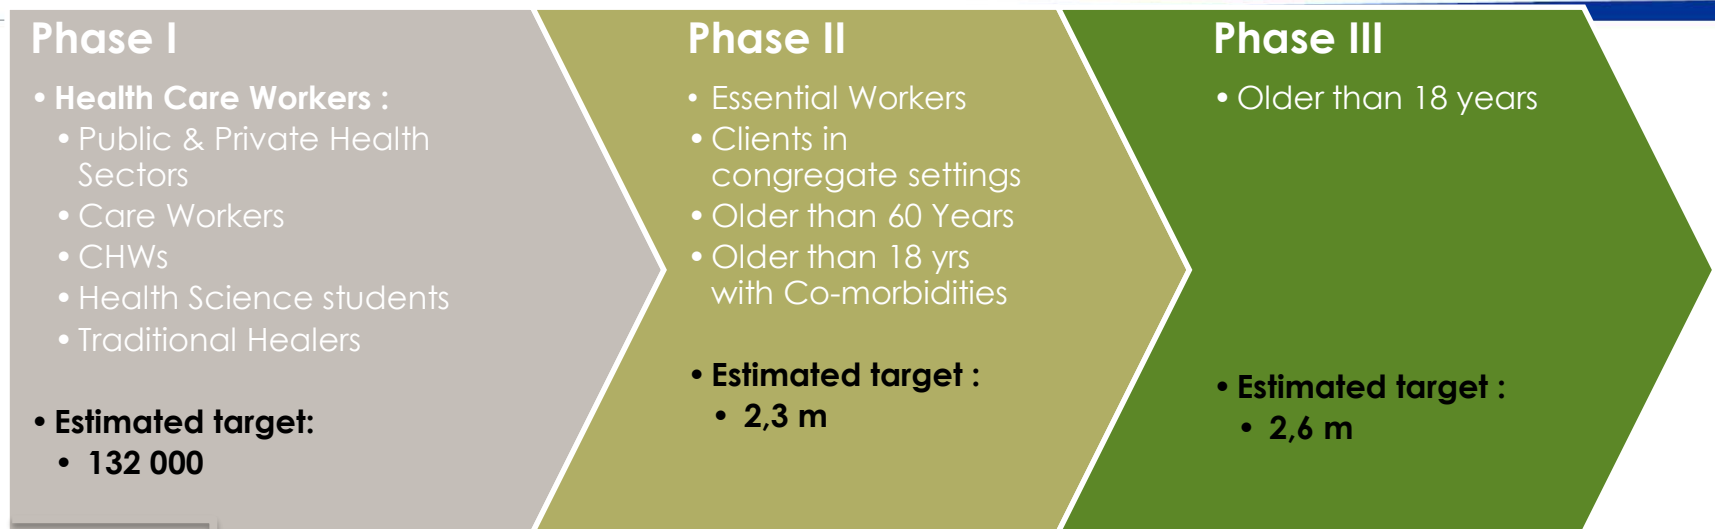 Phase I
• Health Care Workers :
• Public & Private Health
Sectors
• Care Workers
• CHWs
• Health Science students
• Traditional Healers
• Estimated target:
• 132 000
Phase II
• Essential Workers
• Clients in
congregate settings
• Older than 60 Years
• Older than 18 yrs
with Co-morbidities
• Estimated target :
• 2,3 m
Phase III
• Older than 18 years
• Estimated target :
• 2,6 m